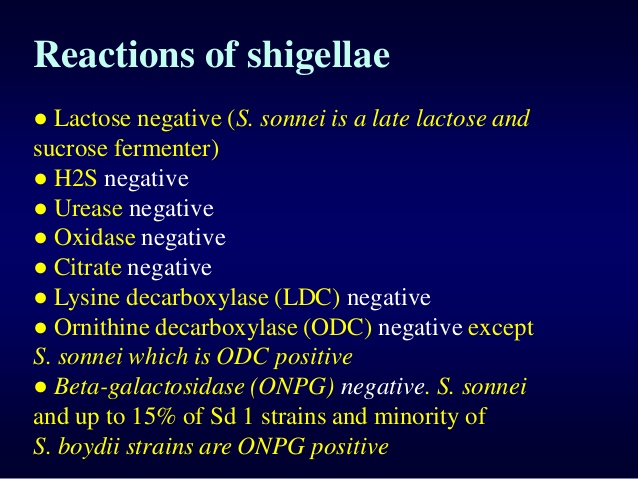 Reactions of shigellae
● Lactose negative (S. sonnei is a late lactose and
sucrose fermenter)
● H2S negative
● Urease negative
● Oxidase negative
● Citrate negative
● Lysine decarboxylase (LDC) negative
● Ornithine decarboxylase (ODC) negative except
S. sonnei which is ODC positive
● Beta-galactosidase (ONPG) negative. S. sonnei
and up to 15% of Sd 1 strains and minority of
S. boydii strains are ONPG positive